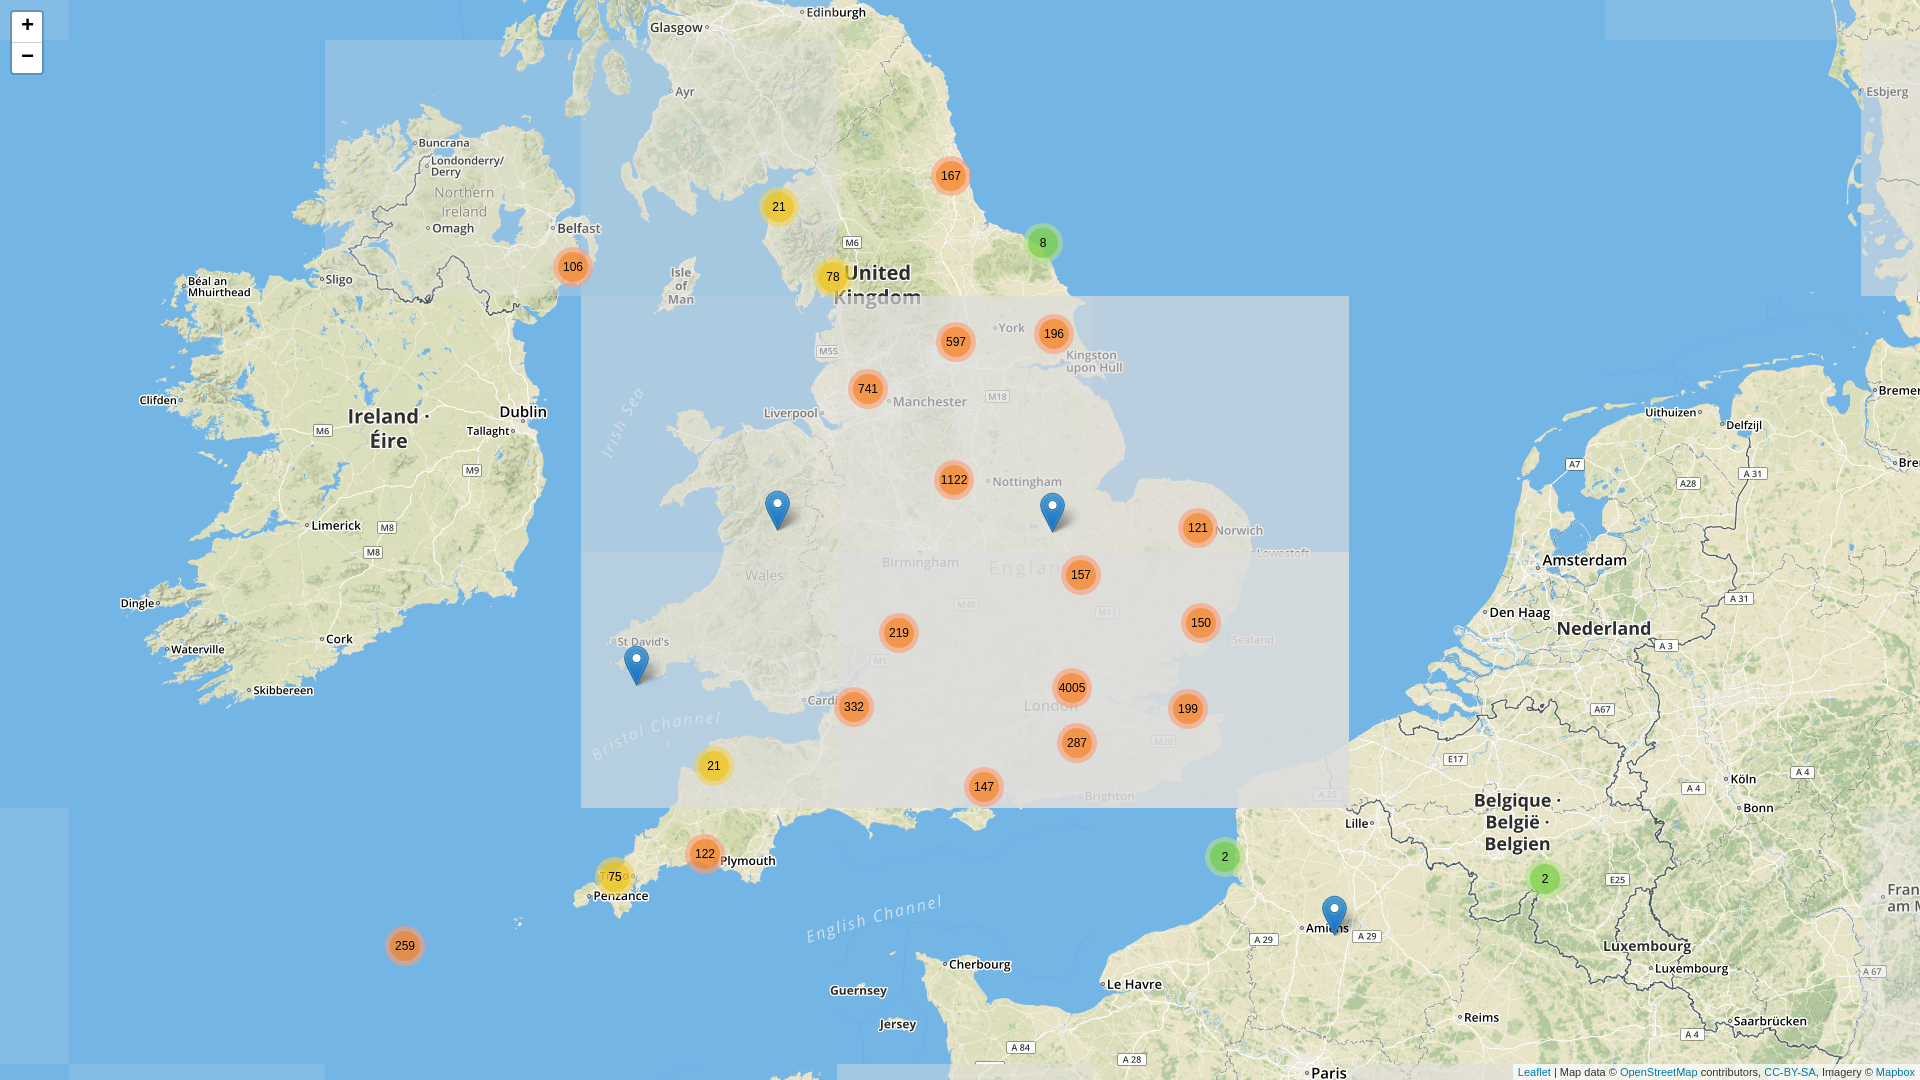 +
−
Glasgow
Edinburgh
Ayr
Esbjerg
Buncrana
Londonderry/
Derry
167
Northern
Ireland
21
Omagh
Belfast
M6
8
106
78
United
Kingdom
Isle
of
Man
Sligo
Béal an
Mhuirthead
York
196
597
M55
Kingston
upon Hull
741
Manchester
M18
Clifden
Liverpool
Bremer
Ireland ·
Éire
Dublin
Tallaght
M6
Irish Sea
Uithuizen
Delfzijl
M9
1122
Nottingham
A7
A 31
A28
Bre
Limerick
M8
M8
121
Norwich
Lowestoft
Birmingham
Englan
157
Wales
Amsterdam
Dingle
M40
M11
A 31
Den Haag
Nederland
Cork
Waterville
St David's
219
150
Sealand
A 3
M5
Skibbereen
4005
London
Cardi
332
199
A67
Bristol Channel
287
M20
E17
21
147
Brighton
A 25
Köln
A 4
A 4
Bonn
Belgique ·
België ·
Belgien
Lille
122
Plymouth
2
75
Penzance
2
E25
Fran
am M
English Channel
Amiens
A 29
A 29
259
Luxembourg
Luxembourg
Cherbourg
A 67
Guernsey
Le Havre
Jersey
Reims
Saarbrücken
A 84
A 28
A 4
Paris
Leaflet | Map data © OpenStreetMap contributors, CC-BY-SA, Imagery © Mapbox